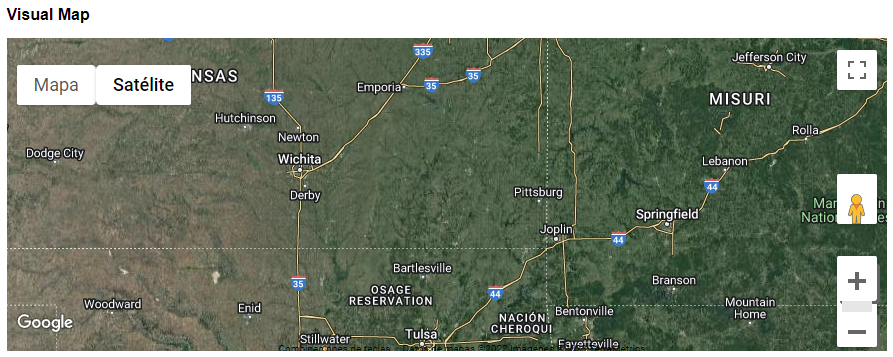 Visual Map
Mapa
Satélite
NSAS
335
Jefferson City
35
35
Emporia
135
MISURI
Hutchinson
Newton
Rolla
Dodge City
Wichita
Lebanon
44
Derby
Pittsburg
Springfield
Joplin
44
Bartlesville
35
44
OSAGE
RESERVATION
Branson
Woodward
Enid
Mountain
Home
Bentonville
NACIÓN
CHEROQUI
Google
Stillwater
Tulsa
Fayetteville